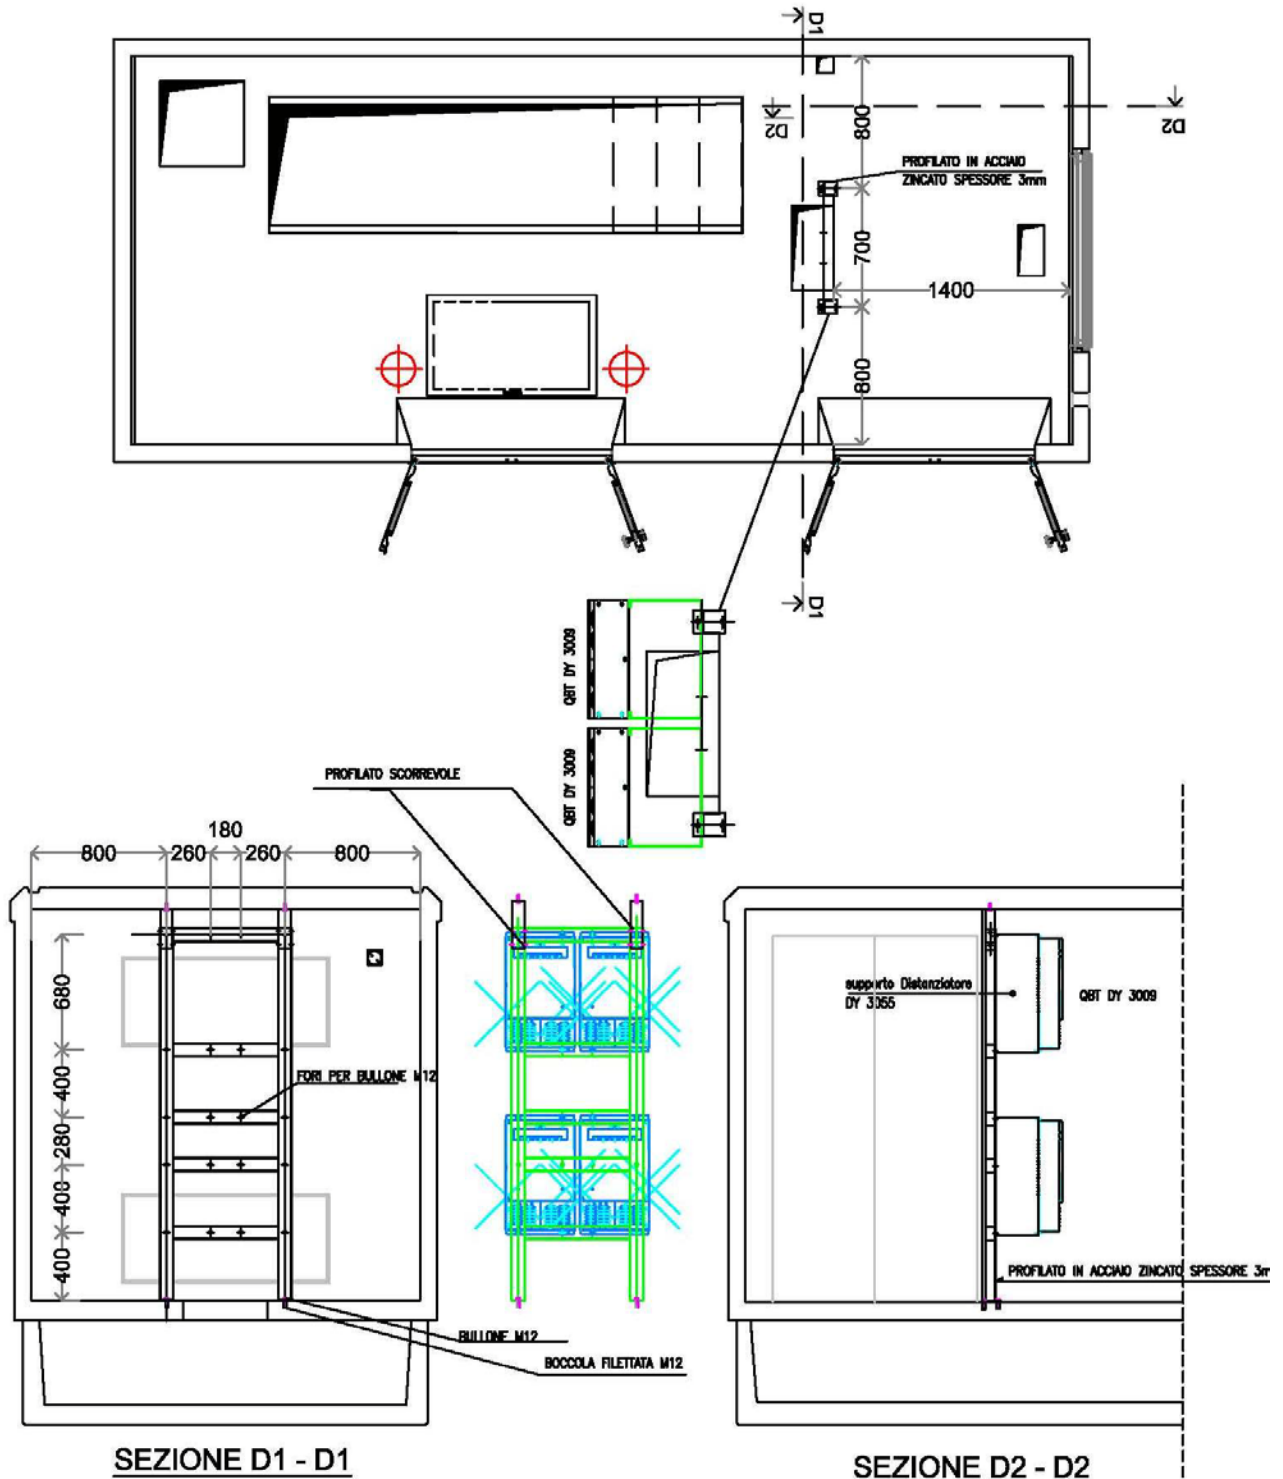 D1
D2
D2
800
PROFILATO IN ACCIAIO
ZINCATO SPESSORE 3mm
700
1400
800
D1
QBT DY 3009
QBT DY 3009
PROFILATO SCORREVOLE
180
800
260
260
800
680
400
280
400
400
FORI PER BULLONE M12
supporto Distanziatore
DY 3055
QBT DY 3009
PROFILATO IN ACCIAIO ZINCATO SPESSORE 3m
BULLONE M12
BOCCOLA FILETTATA M12
SEZIONE D1 - D1
SEZIONE D2 - D2